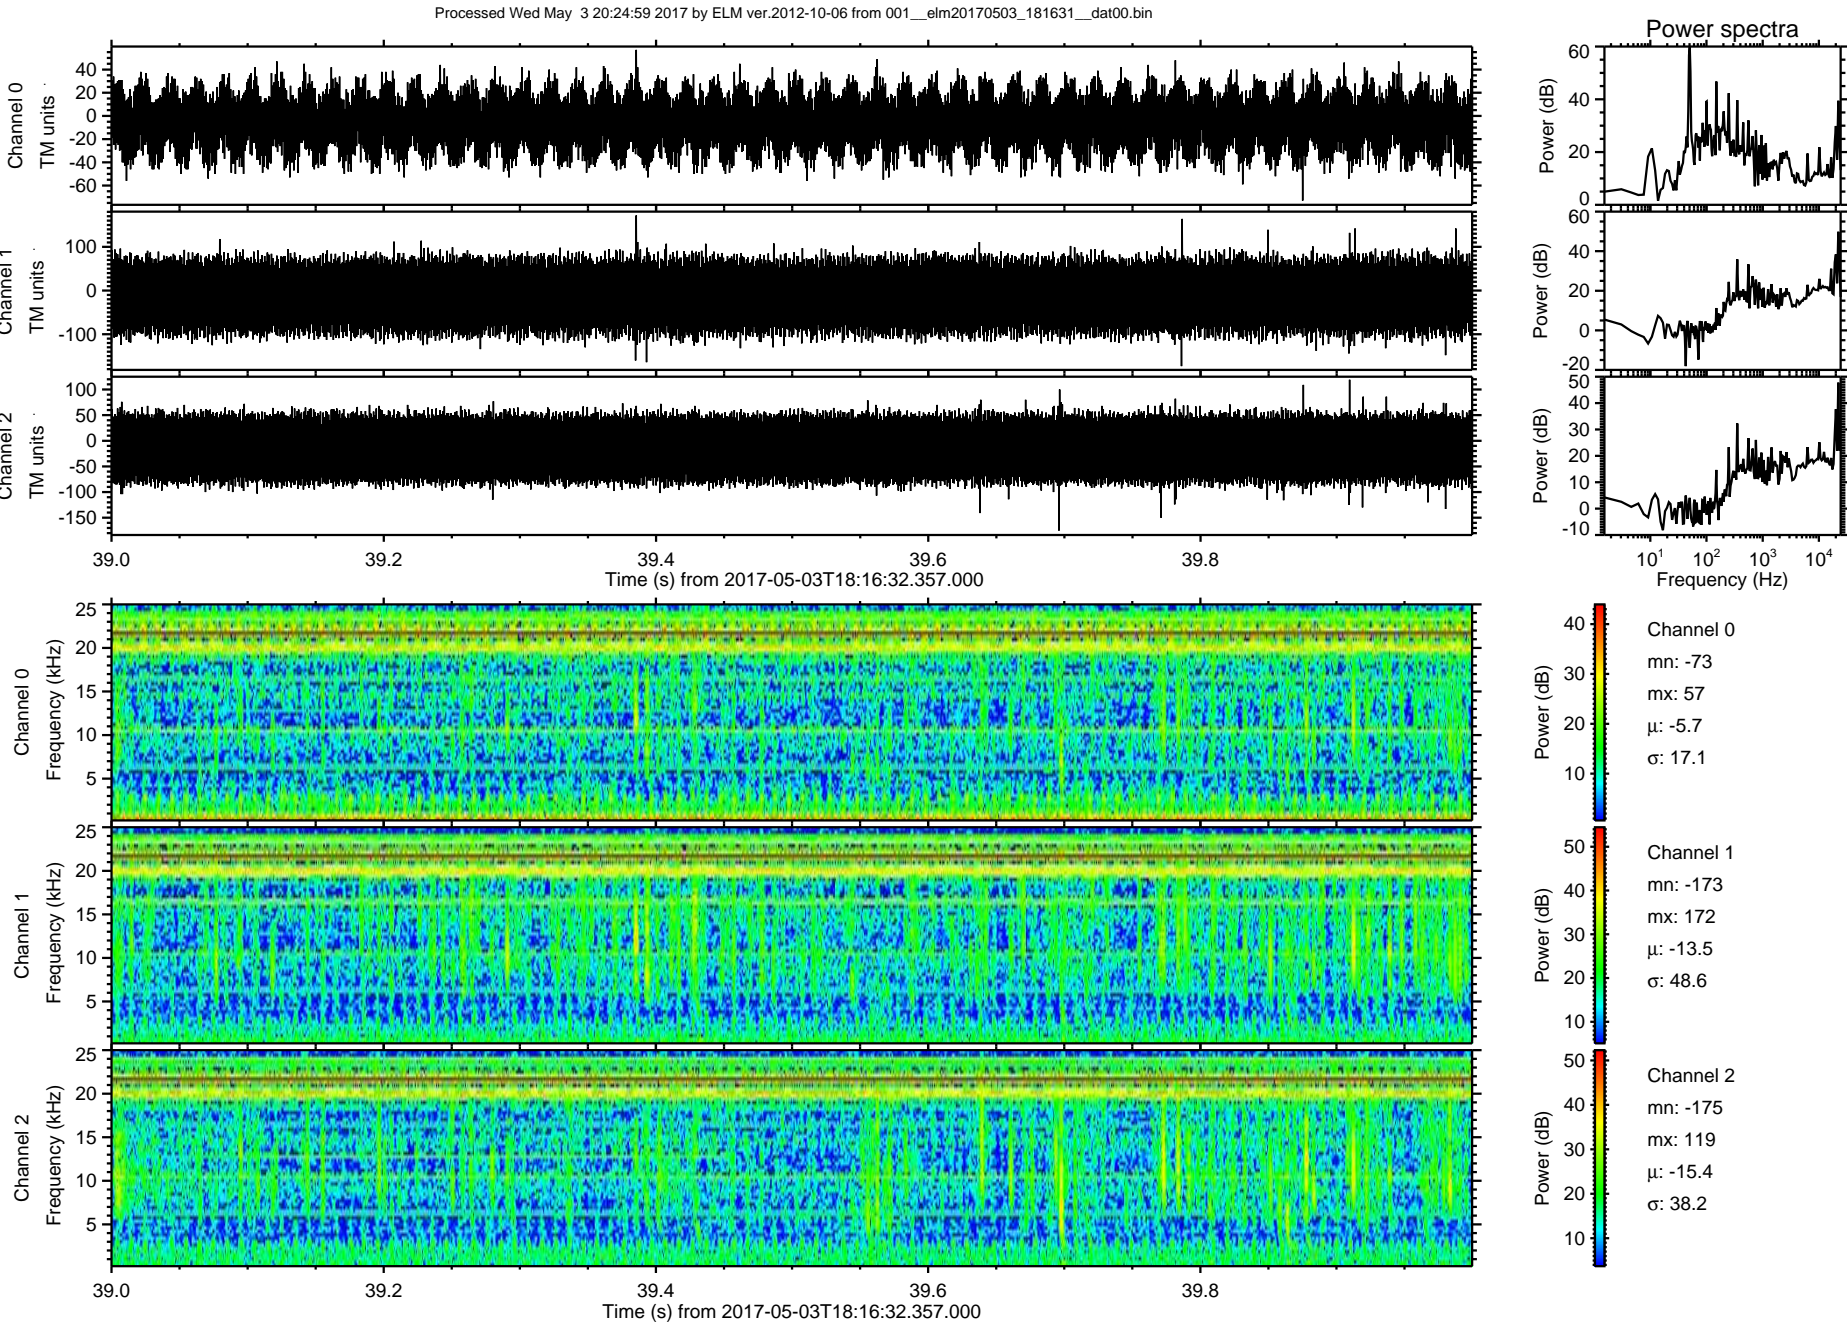 Processed Wed May  3 20:24:59 2017 by ELM ver.2012-10-06 from 001__elm20170503_181631__dat00.bin
Power spectra
Channel 0
TM units
40
20
0
-20
-40
-60
Power (dB)
60
40
20
0
Channel 1
TM units
100
0
-100
Power (dB)
60
40
20
0
-20
Channel 2
TM units
100
50
0
-50
-100
-150
Power (dB)
50
40
30
20
10
0
-10
39.0 39.2 39.4 39.6 39.8
Time (s) from 2017-05-03T18:16:32.357.000
10¹ 10² 10³ 10⁴
Frequency (Hz)
Channel 0
Frequency (kHz)
25
20
15
10
5
Power (dB)
40
30
20
10
Channel 0
mn: -73
mx: 57
μ: -5.7
σ: 17.1
Channel 1
Frequency (kHz)
25
20
15
10
5
Power (dB)
50
40
30
20
10
Channel 1
mn: -173
mx: 172
μ: -13.5
σ: 48.6
Channel 2
Frequency (kHz)
25
20
15
10
5
Power (dB)
50
40
30
20
10
Channel 2
mn: -175
mx: 119
μ: -15.4
σ: 38.2
39.0 39.2 39.4 39.6 39.8
Time (s) from 2017-05-03T18:16:32.357.000